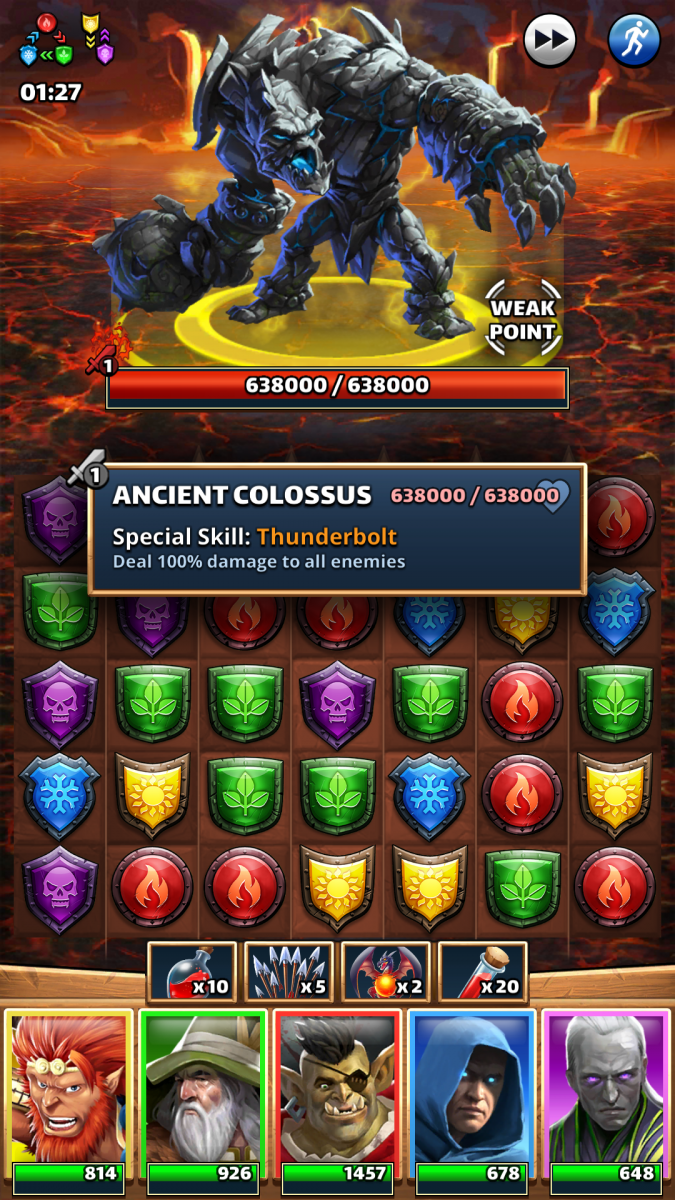 01:27
WEAK
POINT
1
638000 / 638000
1
ANCIENT COLOSSUS 638000 / 638000
Special Skill: Thunderbolt
Deal 100% damage to all enemies
x10 x5 x2 x20
814 926 1457 678 648